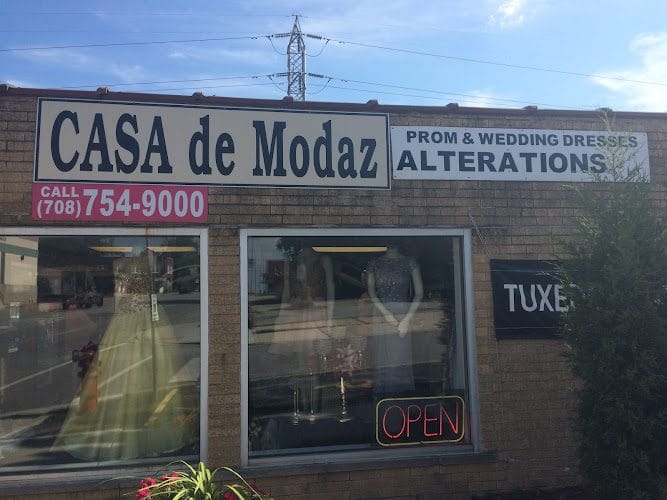 CASA de Modaz
PROM & WEDDING DRESSES
ALTERATIONS
CALL
(708) 754-9000
TUXE
OPEN